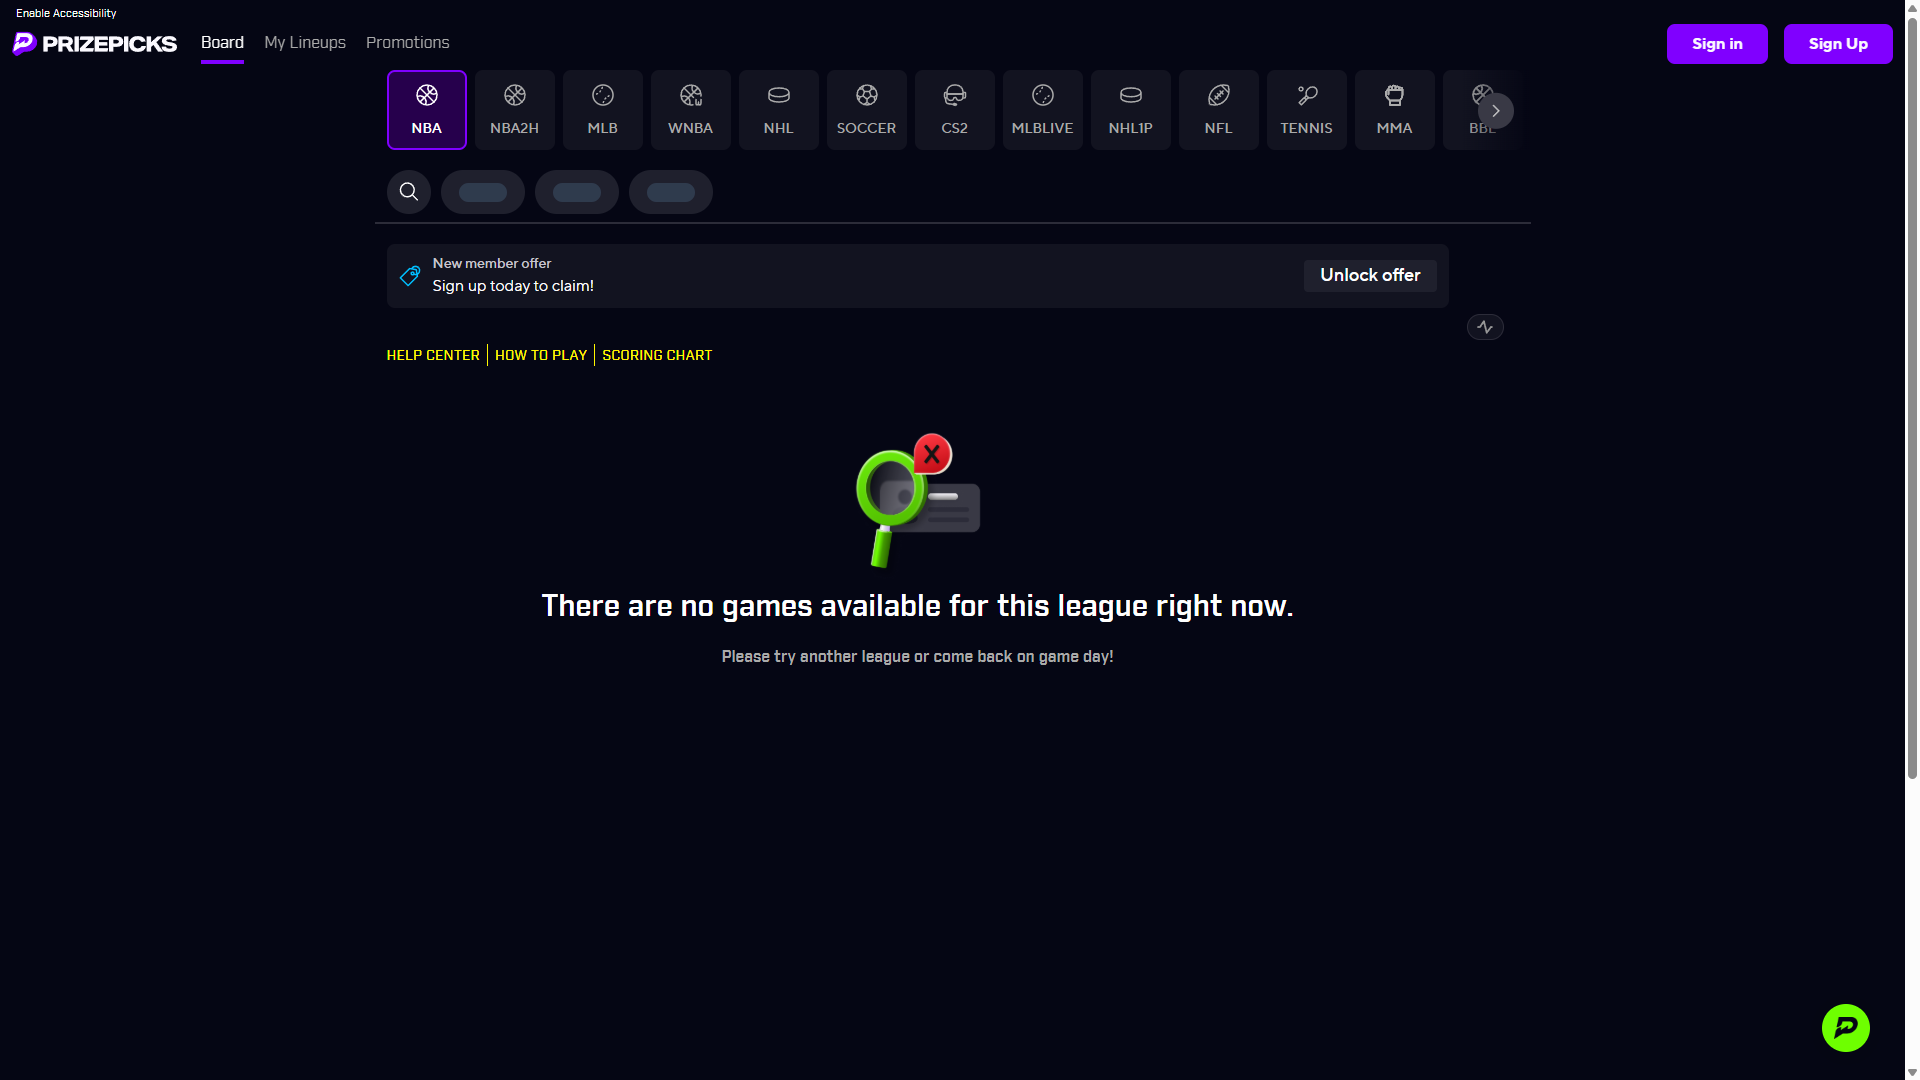 Enable Accessibility
PRIZEPICKS
Board
My Lineups
Promotions
Sign in
Sign Up
NBA
NBA2H
MLB
WNBA
NHL
SOCCER
CS2
MLBLIVE
NHL1P
NFL
TENNIS
MMA
New member offer
Sign up today to claim!
Unlock offer
HELP CENTER
HOW TO PLAY
SCORING CHART
There are no games available for this league right now.
Please try another league or come back on game day!